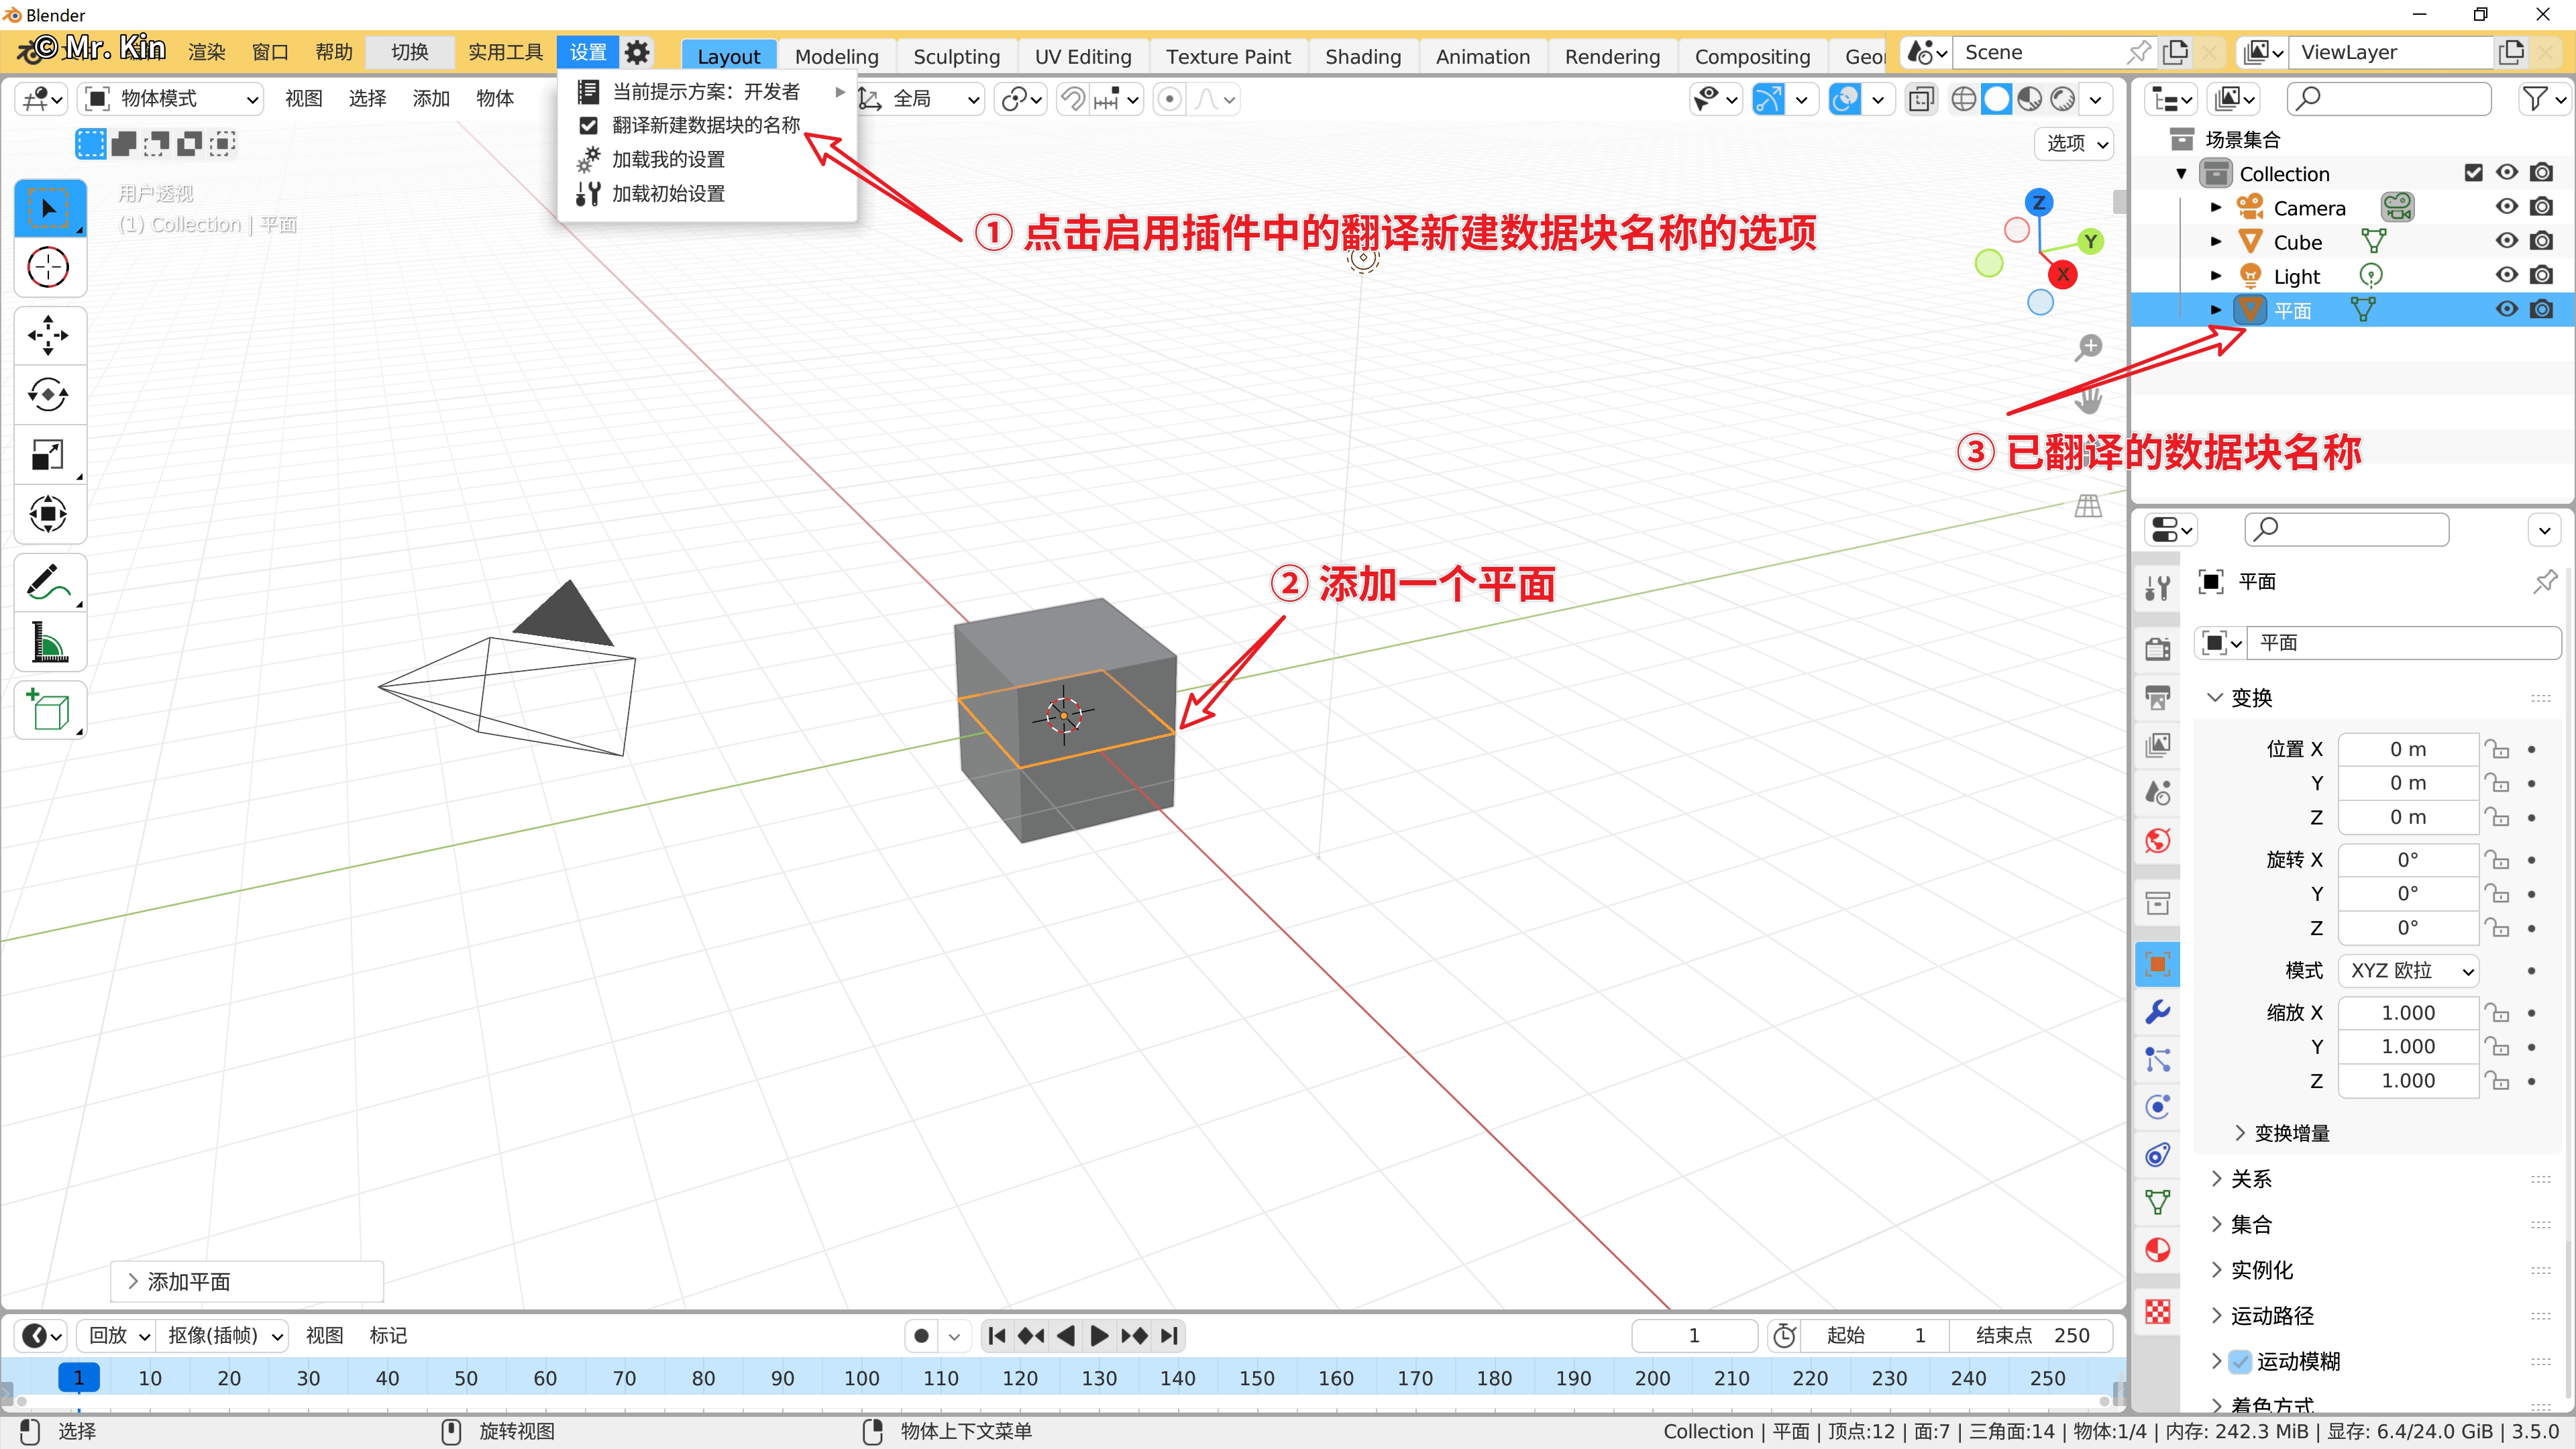 Blender
© Mr. Kin 渲染 窗口 帮助 切换 实用工具 设置 Layout Modeling Sculpting UV Editing Texture Paint Shading Animation Rendering Compositing Geo Scene ViewLayer
物体模式 视图 选择 添加 物体 全局
当前提示方案：开发者
翻译新建数据块的名称
加载我的设置
加载初始设置
选项
用户透视
(1) Collection | 平面
① 点击启用插件中的翻译新建数据块名称的选项
Z
Y
X
② 添加一个平面
③ 已翻译的数据块名称
添加平面
场景集合
Collection
Camera
Cube
Light
平面
平面
平面
变换
位置 X 0 m
Y 0 m
Z 0 m
旋转 X 0°
Y 0°
Z 0°
模式 XYZ 欧拉
缩放 X 1.000
Y 1.000
Z 1.000
变换增量
关系
集合
实例化
运动路径
运动模糊
着色方式
回放 抠像(插帧) 视图 标记 1 起始 1 结束点 250
1 10 20 30 40 50 60 70 80 90 100 110 120 130 140 150 160 170 180 190 200 210 220 230 240 250
选择 旋转视图 物体上下文菜单 Collection | 平面 | 顶点:12 | 面:7 | 三角面:14 | 物体:1/4 | 内存: 242.3 MiB | 显存: 6.4/24.0 GiB | 3.5.0